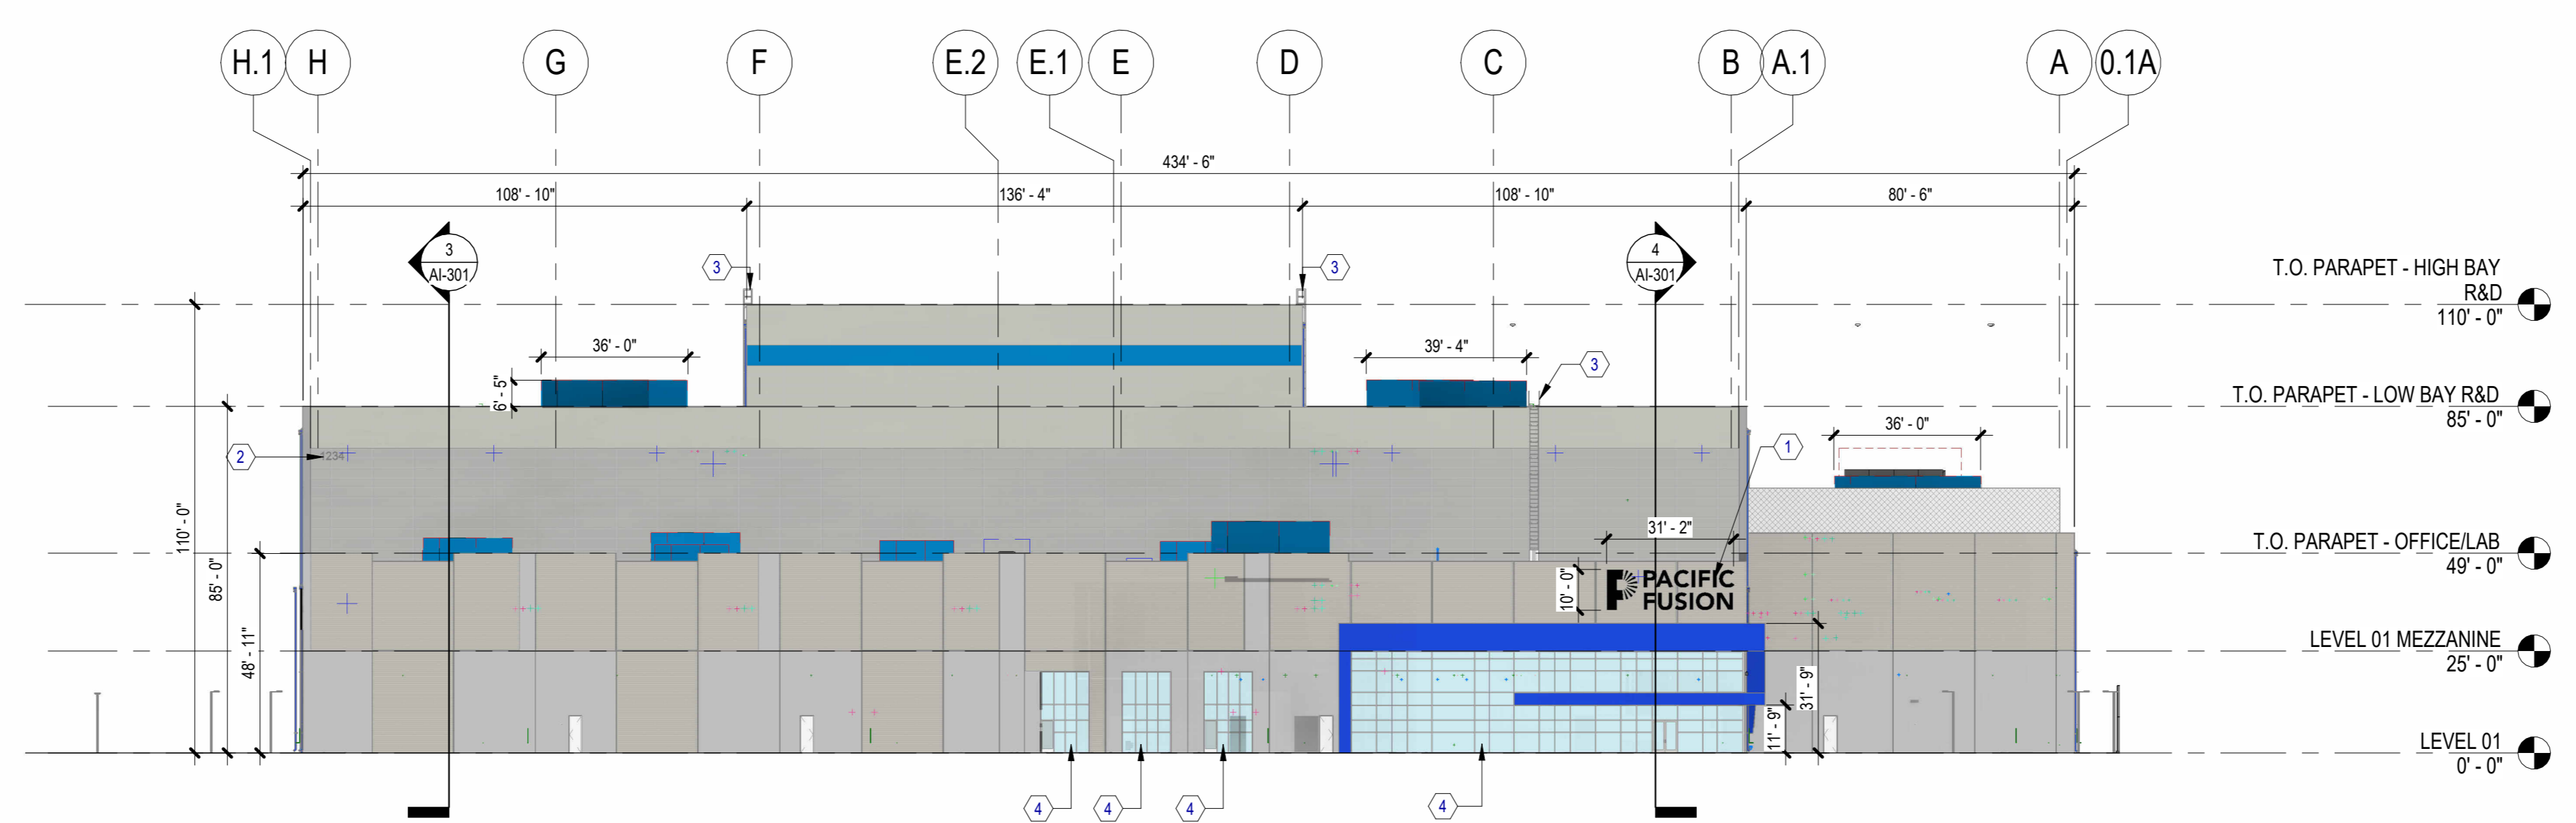 H.1 H G F E.2 E.1 E D C B A.1 A 0.1A
434' - 6"
108' - 10" 136' - 4" 108' - 10" 80' - 6"
3
AI-301
4
AI-301
3
3
T.O. PARAPET - HIGH BAY
R&D
110' - 0"
36' - 0"
39' - 4"
3
6' - 5"
T.O. PARAPET - LOW BAY R&D
85' - 0"
36' - 0"
2
1234
1
110' - 0"
85' - 0"
48' - 11"
31' - 2"
T.O. PARAPET - OFFICE/LAB
49' - 0"
10' - 0"
PACIFIC
FUSION
LEVEL 01 MEZZANINE
25' - 0"
31' - 9"
11' - 9"
LEVEL 01
0' - 0"
4
4
4
4